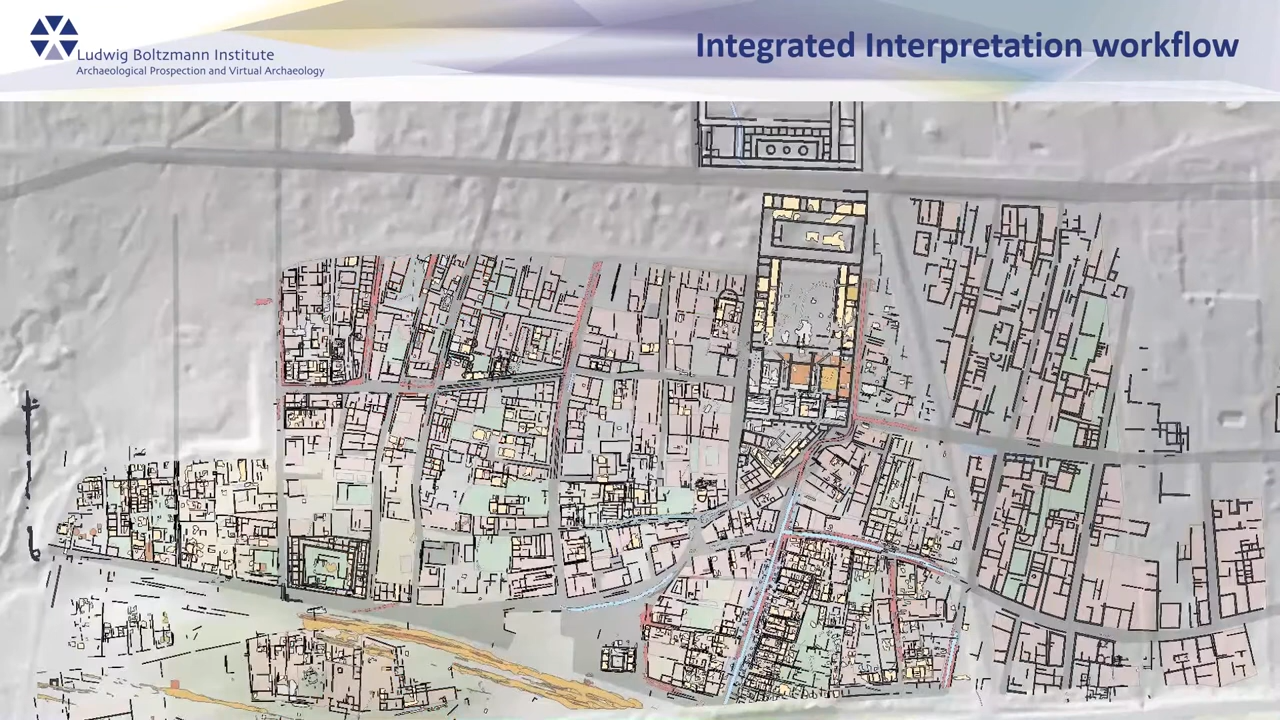 Ludwig Boltzmann Institute
Archaeological Prospection and Virtual Archaeology
Integrated Interpretation workflow